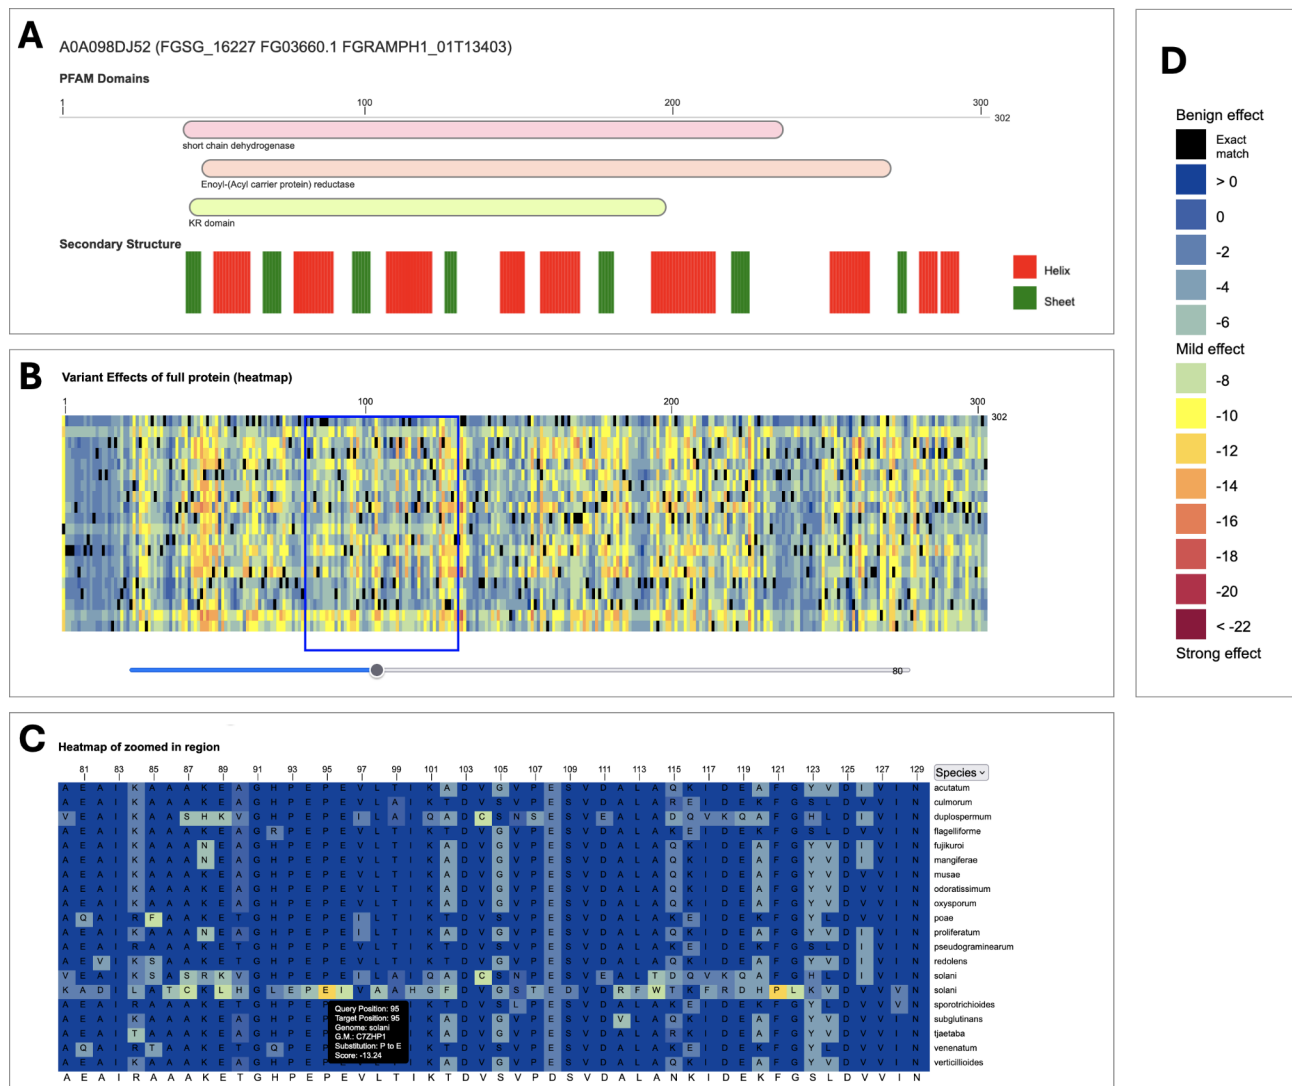 A
A0A098DJ52 (FGSG_16227 FG03660.1 FGRAMPH1_01T13403)
PFAM Domains
1 100 200 300
302
short chain dehydrogenase
Enoyl-(Acyl carrier protein) reductase
KR domain
Secondary Structure
Helix
Sheet
B
Variant Effects of full protein (heatmap)
1 100 200 300
302
80
C
Heatmap of zoomed in region
81 83 85 87 89 91 93 95 97 99 101 103 105 107 109 111 113 115 117 119 121 123 125 127 129
Species
A E A I K A A A K E A G H P E P E V L T I K A D V G V P E S V D A L A Q K I D E A F G Y V D I V I N acutatum
A E A I K A A A K E A G H P E P E V L A I K T D V S V P E S V D A L A R E I D E K F G S L D V V I N culmorum
V E A I K A A S H K V G H P E P E I L A I Q A D C S N S E S V E A L A D Q V K Q A F G H L D I V I N duplospermum
A E A I K A A A K E A G R P E P E V L T I K T D V G V P E S V D A L A K E I D E K F G S L D V V I N flagelliforme
A E A I K A A A N E A G H P E P E V L T I K A D V G V P E S V D A L A Q K I D E A F G Y V D I V I N fujikuroi
A E A I K A A A N E A G H P E P E V L T I K A D V G V P E S V D A L A Q K I D E A F G Y V D I V I N mangiferae
A E A I K A A A K E A G H P E P E V L T I K A D V G V P E S V D A L A Q K I D E A F G Y V D V V I N musae
A E A I K A A A K E A G H P E P E V L T I K A D V G V P E S V D A L A Q K I D E A F G Y V D V V I N odoratissimum
A E A I K A A A K E A G H P E P E V L T I K A D V G V P E S V D A L A Q K I D E A F G Y V D V V I N oxysporum
A Q A I R F A A K E T G H P E P E I L T I K T D V S V P E S V D A L A K E I D E K F G Y L D V V I N poae
A E A I K A A A N E A G H P E P E V L T I K A D V G V P E S V D A L A Q K I D E A F G Y V D I V I N proliferatum
pseudograminearum
redolens
V E A I K S A S R K V G H P E P E I L A I Q A D C S N P E S V E A L T D Q V K Q A F G H L D I V I N solani
solani
sporotrichioides
subglutinans
tjaetaba
venenatum
verticillioides
Query Position: 95
Target Position: 95
Genome: solani
G.M.: C7ZHP1
Substitution: P to E
Score: -13.24
A E A I R A A A K E T G H P E P E V L T I K T D V S V P D S V D A L A N K I D E K F G S L D V V I N
D
Benign effect
Exact
match
> 0
0
-2
-4
-6
Mild effect
-8
-10
-12
-14
-16
-18
-20
< -22
Strong effect